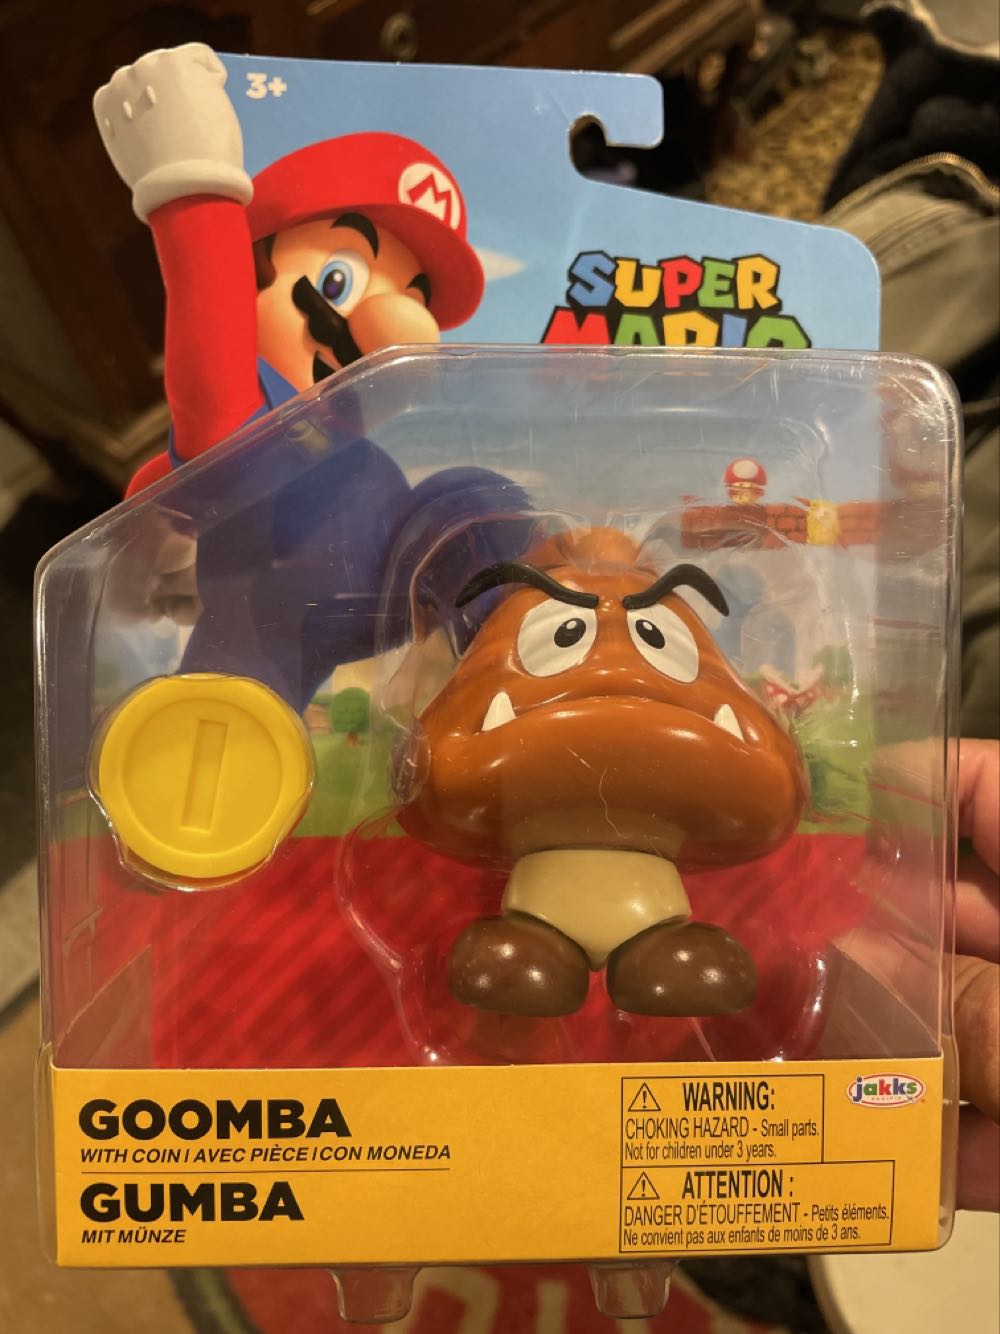 3+
M
SUPER
MARIO
GOOMBA
WITH COIN | AVEC PIÈCE | CON MONEDA
GUMBA
MIT MÜNZE
⚠ WARNING:
CHOKING HAZARD - Small parts.
Not for children under 3 years.
⚠ ATTENTION :
DANGER D'ÉTOUFFEMENT - Petits éléments.
Ne convient pas aux enfants de moins de 3 ans.
jakks
PACIFIC